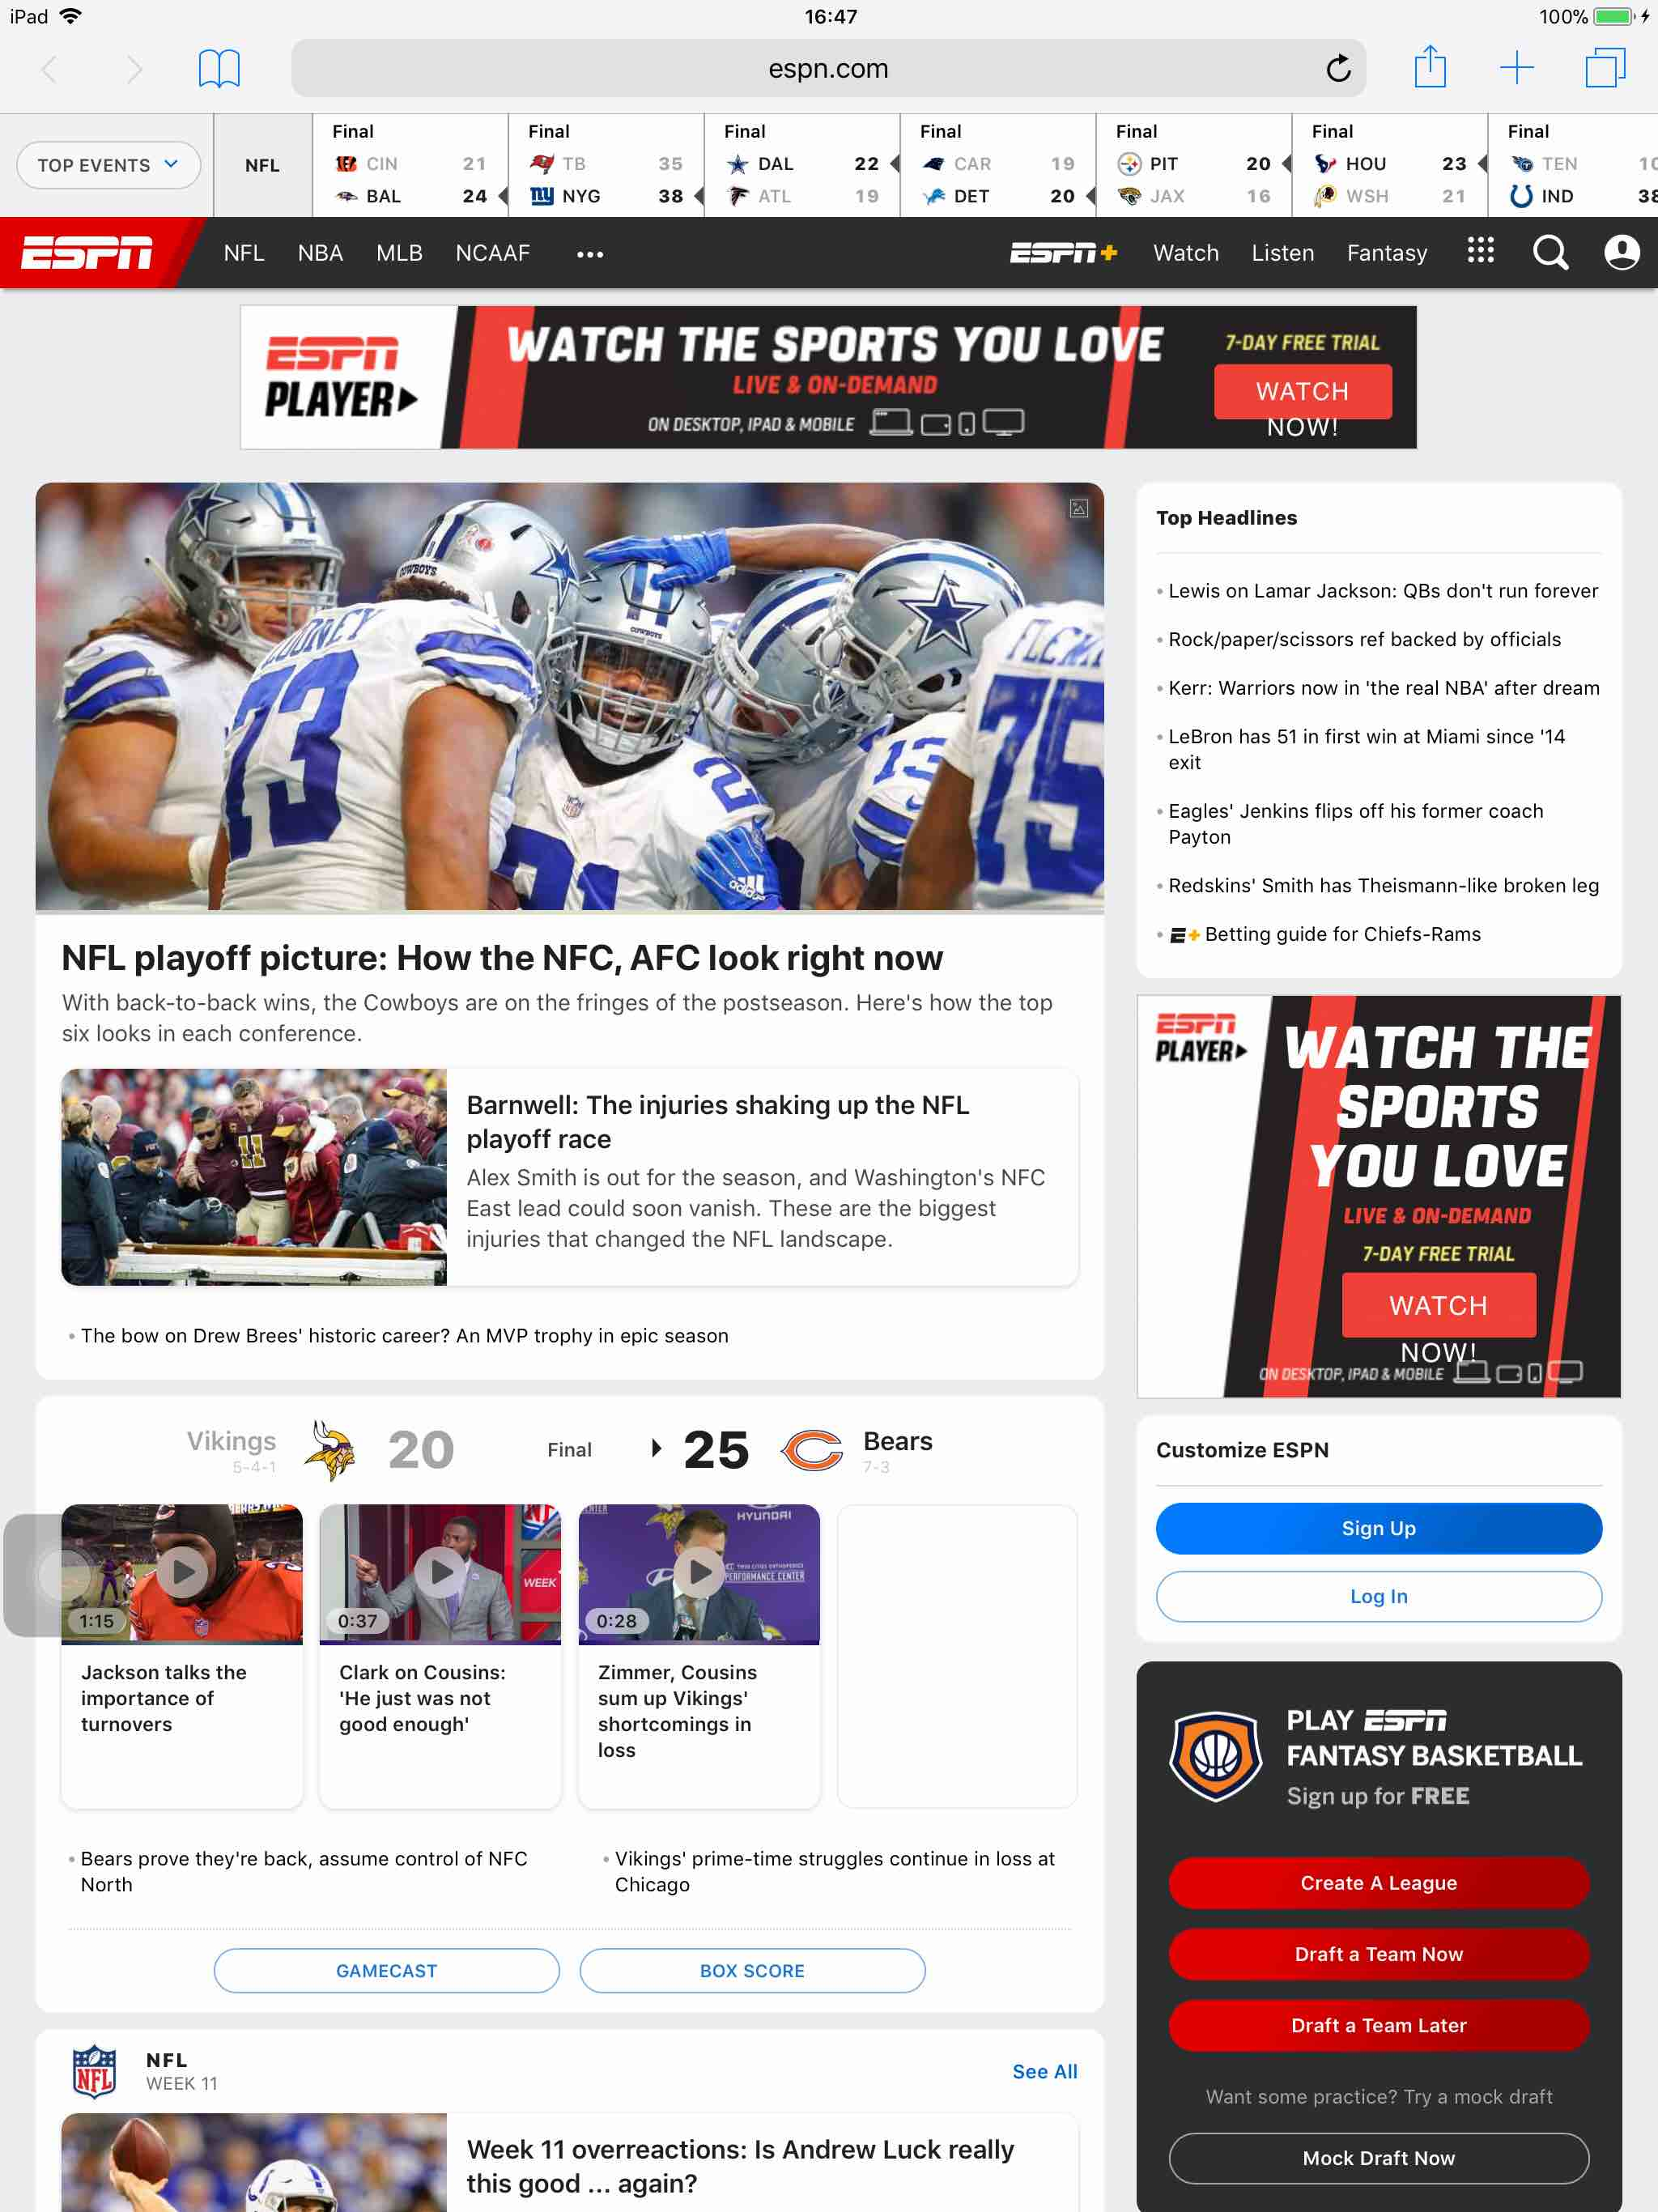 iPad 16:47 100%
espn.com
TOP EVENTS
NFL
Final
CIN 21
BAL 24
Final
TB 35
NYG 38
Final
DAL 22
ATL 19
Final
CAR 19
DET 20
Final
PIT 20
JAX 16
Final
HOU 23
WSH 21
Final
TEN
IND
ESPN NFL NBA MLB NCAAF ••• ESPN+ Watch Listen Fantasy
ESPN
PLAYER
WATCH THE SPORTS YOU LOVE
LIVE & ON-DEMAND
ON DESKTOP, IPAD & MOBILE
7-DAY FREE TRIAL
WATCH
NOW!
COWBOYS
73
COWBOYS
21
13
75
adidas
NFL playoff picture: How the NFC, AFC look right now
With back-to-back wins, the Cowboys are on the fringes of the postseason. Here's how the top
six looks in each conference.
11
Barnwell: The injuries shaking up the NFL
playoff race
Alex Smith is out for the season, and Washington's NFC
East lead could soon vanish. These are the biggest
injuries that changed the NFL landscape.
• The bow on Drew Brees' historic career? An MVP trophy in epic season
Top Headlines
• Lewis on Lamar Jackson: QBs don't run forever
• Rock/paper/scissors ref backed by officials
• Kerr: Warriors now in 'the real NBA' after dream
• LeBron has 51 in first win at Miami since '14
exit
• Eagles' Jenkins flips off his former coach
Payton
• Redskins' Smith has Theismann-like broken leg
• E+ Betting guide for Chiefs-Rams
ESPN
PLAYER
WATCH THE
SPORTS
YOU LOVE
LIVE & ON-DEMAND
7-DAY FREE TRIAL
WATCH
NOW!
ON DESKTOP, IPAD & MOBILE
Vikings 20 Final 25 Bears
5-4-1 7-3
1:15
Jackson talks the
importance of
turnovers
WEEK
0:37
Clark on Cousins:
'He just was not
good enough'
HYUNDAI
TWIN CITIES ORTHOPEDICS
PERFORMANCE CENTER
0:28
Zimmer, Cousins
sum up Vikings'
shortcomings in
loss
• Bears prove they're back, assume control of NFC
North
• Vikings' prime-time struggles continue in loss at
Chicago
GAMECAST BOX SCORE
Customize ESPN
Sign Up
Log In
PLAY ESPN
FANTASY BASKETBALL
Sign up for FREE
Create A League
Draft a Team Now
Draft a Team Later
Want some practice? Try a mock draft
Mock Draft Now
NFL
NFL
WEEK 11
See All
Week 11 overreactions: Is Andrew Luck really
this good ... again?